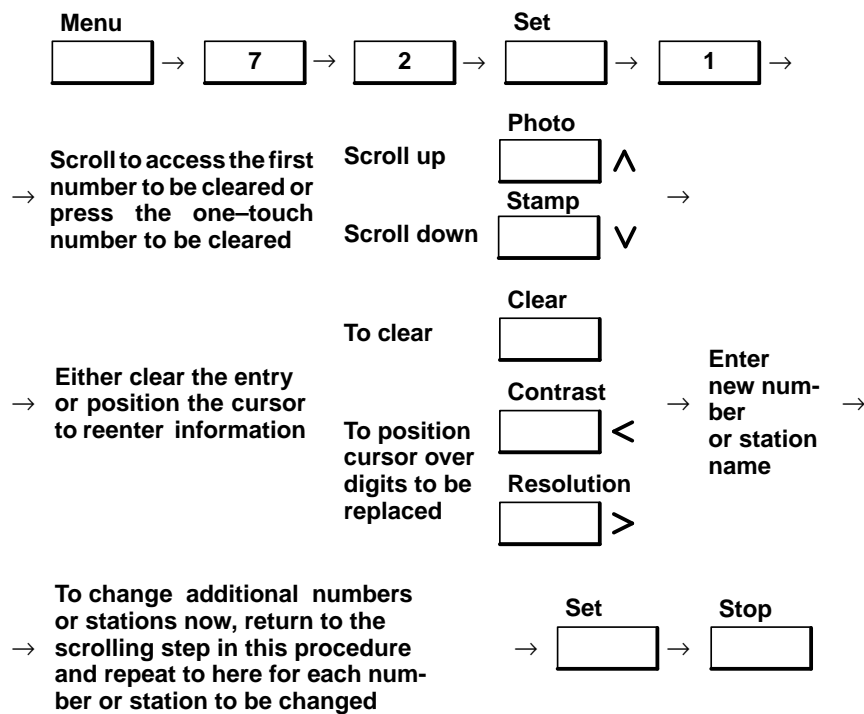 Menu
Set
→ 7 → 2 → → 1 →
→ Scroll to access the first
number to be cleared or
press the one–touch
number to be cleared
Scroll up
Photo
∧
Scroll down
Stamp
∨
→
→ Either clear the entry
or position the cursor
to reenter information
To clear
Clear
To position
cursor over
digits to be
replaced
Contrast
<
Resolution
>
→ Enter
new num-
ber
or station
name
→
→ To change additional numbers
or stations now, return to the
scrolling step in this procedure
and repeat to here for each num-
ber or station to be changed
→ Set → Stop